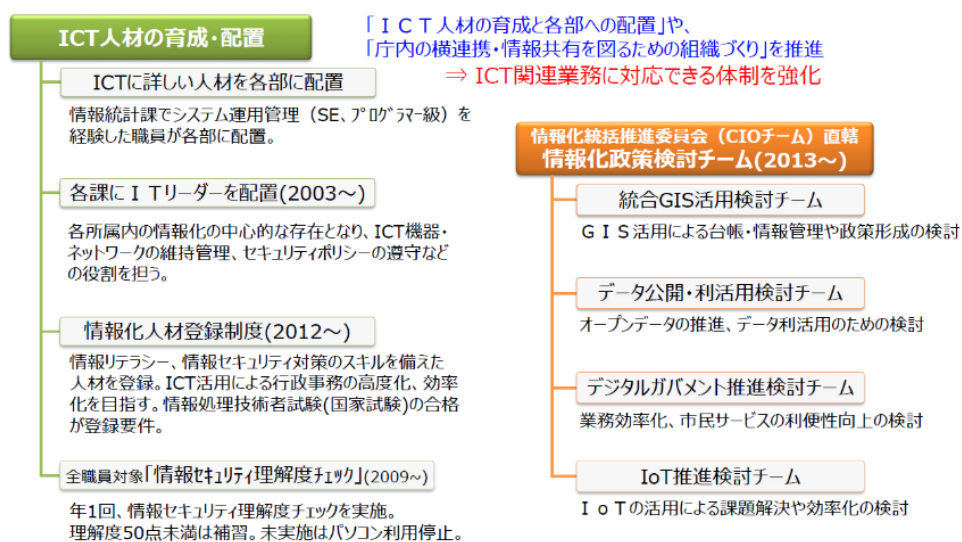 ICT人材の育成・配置
「ＩＣＴ人材の育成と各部への配置」や、
「庁内の横連携・情報共有を図るための組織づくり」を推進
⇒ ICT関連業務に対応できる体制を強化
ICTに詳しい人材を各部に配置
情報統計課でシステム運用管理（SE、ﾌﾟﾛｸﾞﾗﾏｰ級）を
経験した職員が各部に配置。
各課にＩＴリーダーを配置(2003～)
各所属内の情報化の中心的な存在となり、ICT機器・
ネットワークの維持管理、セキュリティポリシーの遵守など
の役割を担う。
情報化人材登録制度(2012～)
情報リテラシー、情報セキュリティ対策のスキルを備えた
人材を登録。ICT活用による行政事務の高度化、効率
化を目指す。情報処理技術者試験(国家試験)の合格
が登録要件。
全職員対象「情報ｾｷｭﾘﾃｨ理解度ﾁｪｯｸ」(2009～)
年1回、情報セキュリティ理解度チェックを実施。
理解度50点未満は補習。未実施はパソコン利用停止。
情報化統括推進委員会（CIOチーム）直轄
情報化政策検討チーム(2013～)
統合GIS活用検討チーム
ＧＩＳ活用による台帳・情報管理や政策形成の検討
データ公開・利活用検討チーム
オープンデータの推進、データ利活用のための検討
デジタルガバメント推進検討チーム
業務効率化、市民サービスの利便性向上の検討
IoT推進検討チーム
ＩｏＴの活用による課題解決や効率化の検討